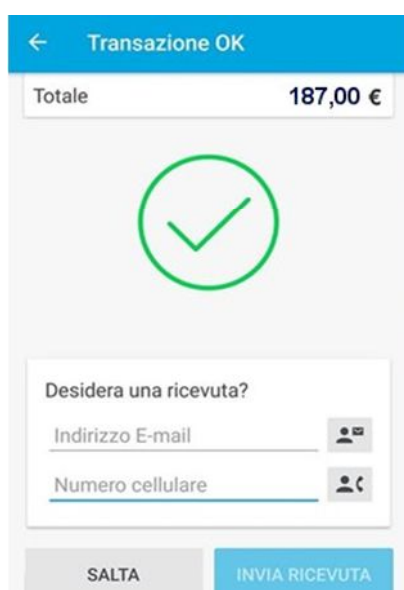 Transazione OK
Totale 187,00 €
Desidera una ricevuta?
Indirizzo E-mail
Numero cellulare
SALTA INVIA RICEVUTA